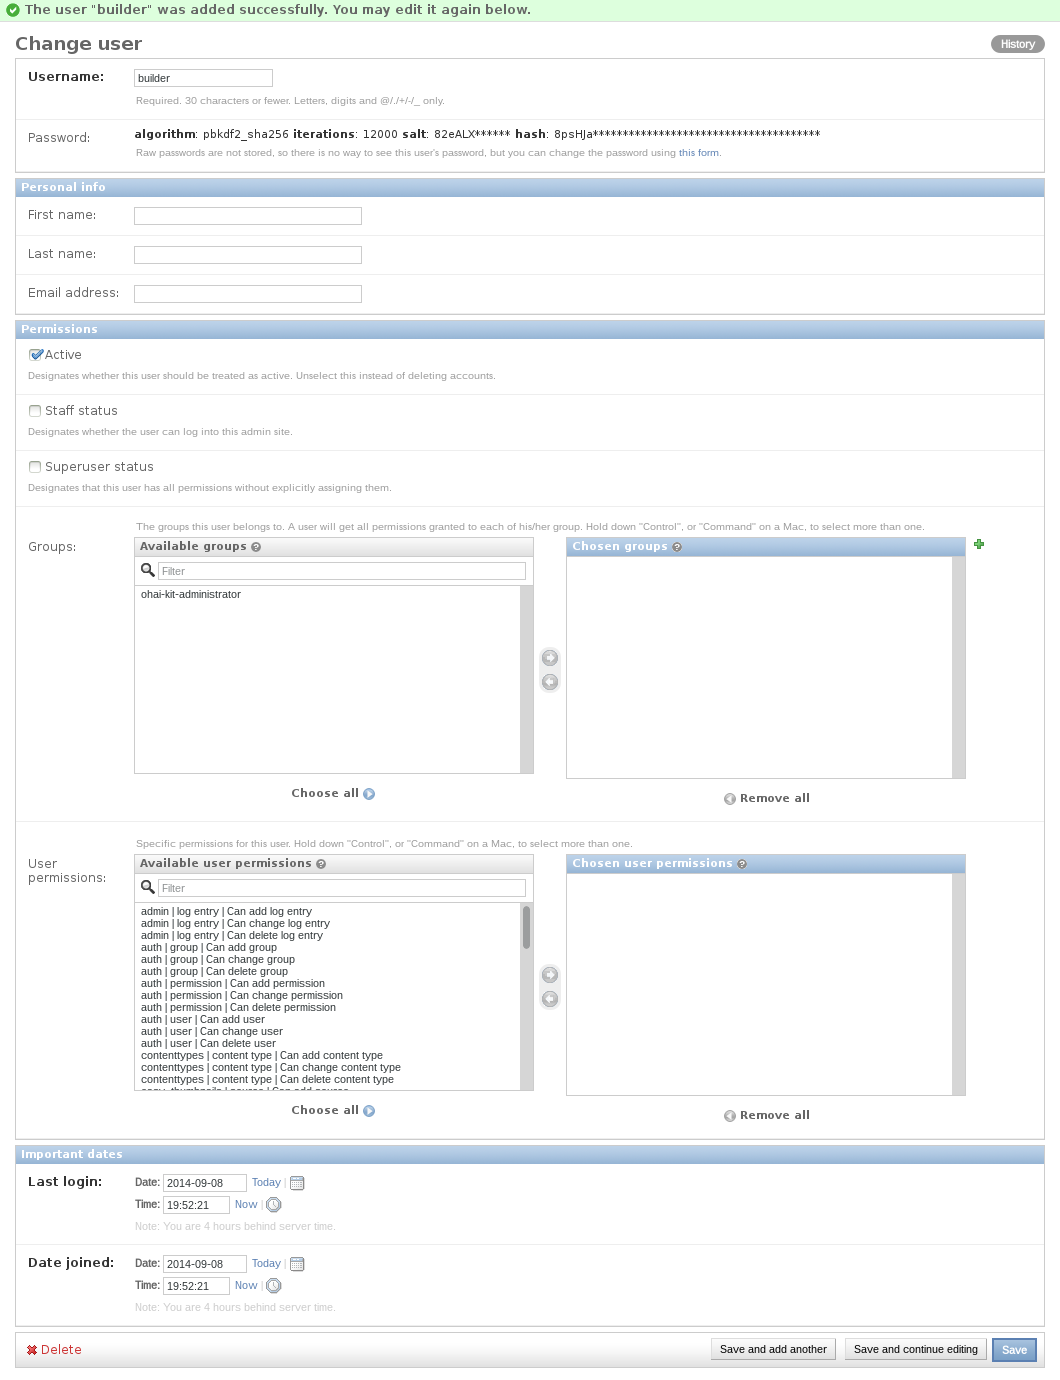 The user "builder" was added successfully. You may edit it again below.
Change user
History
Username:
builder
Required. 30 characters or fewer. Letters, digits and @/./+/-/_ only.
Password:
algorithm: pbkdf2_sha256 iterations: 12000 salt: 82eALX****** hash: 8psHJa**************************************
Raw passwords are not stored, so there is no way to see this user's password, but you can change the password using this form.
Personal info
First name:
Last name:
Email address:
Permissions
Active
Designates whether this user should be treated as active. Unselect this instead of deleting accounts.
Staff status
Designates whether the user can log into this admin site.
Superuser status
Designates that this user has all permissions without explicitly assigning them.
The groups this user belongs to. A user will get all permissions granted to each of his/her group. Hold down "Control", or "Command" on a Mac, to select more than one.
Groups:
Available groups ?
Filter
ohai-kit-administrator
Choose all
Chosen groups ?
Remove all
Specific permissions for this user. Hold down "Control", or "Command" on a Mac, to select more than one.
User
permissions:
Available user permissions ?
Filter
admin | log entry | Can add log entry
admin | log entry | Can change log entry
admin | log entry | Can delete log entry
auth | group | Can add group
auth | group | Can change group
auth | group | Can delete group
auth | permission | Can add permission
auth | permission | Can change permission
auth | permission | Can delete permission
auth | user | Can add user
auth | user | Can change user
auth | user | Can delete user
contenttypes | content type | Can add content type
contenttypes | content type | Can change content type
contenttypes | content type | Can delete content type
Choose all
Chosen user permissions ?
Remove all
Important dates
Last login:
Date: 2014-09-08 Today |
Time: 19:52:21 Now |
Note: You are 4 hours behind server time.
Date joined:
Date: 2014-09-08 Today |
Time: 19:52:21 Now |
Note: You are 4 hours behind server time.
Delete
Save and add another
Save and continue editing
Save